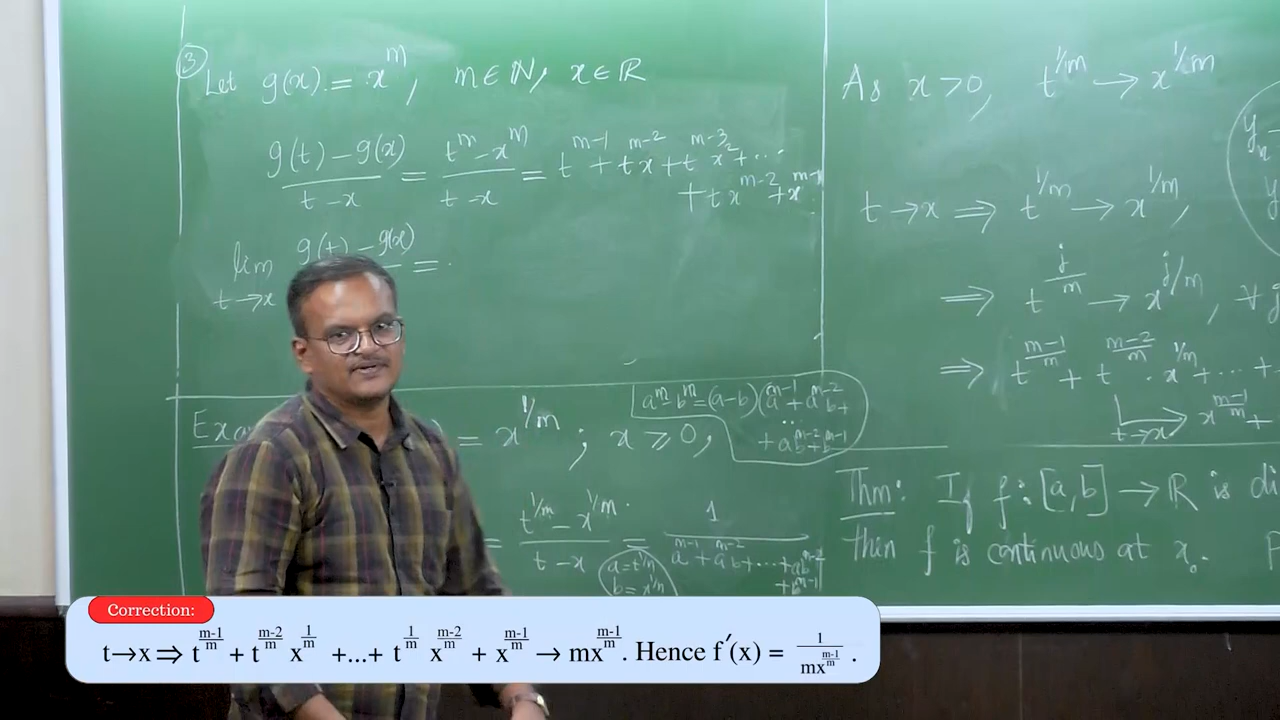 ③ Let g(x) = x^m, m ∈ ℕ, x ∈ ℝ
(g(t) - g(x))/(t-x) = (t^m - x^m)/(t-x) = t^{m-1} + t^{m-2}x + t^{m-3}x^2 + ...
+ t x^{m-2} + x^{m-1}
lim_{t→x} g(t) - g(x) =
= x^{1/m} ; x ≥ 0,
a^m - b^m = (a-b)(a^{m-1} + a^{m-2}b +
... + ab^{m-2} + b^{m-1}
= (t^{1/m} - x^{1/m})/(t-x) = 1/(a^{m-1} + a^{m-2}b + ... + ab^{m-2} + b^{m-1})
a = t^{1/m}
b = x^{1/m}
As x > 0, t^{1/m} → x^{1/m}
t → x ⟹ t^{1/m} → x^{1/m},
⟹ t^{j/m} → x^{j/m}, ∀
⟹ t^{(m-1)/m} + t^{(m-2)/m} . x^{1/m} + ... +
t→x → x^{(m-1)/m} +
Thm: If f: [a,b] → ℝ is
then f is continuous at x₀.
Correction:
t→x ⇒ t^{(m-1)/m} + t^{(m-2)/m} x^{1/m} +...+ t^{1/m} x^{(m-2)/m} + x^{(m-1)/m} → mx^{(m-1)/m}. Hence f′(x) = 1/(mx^{(m-1)/m}).